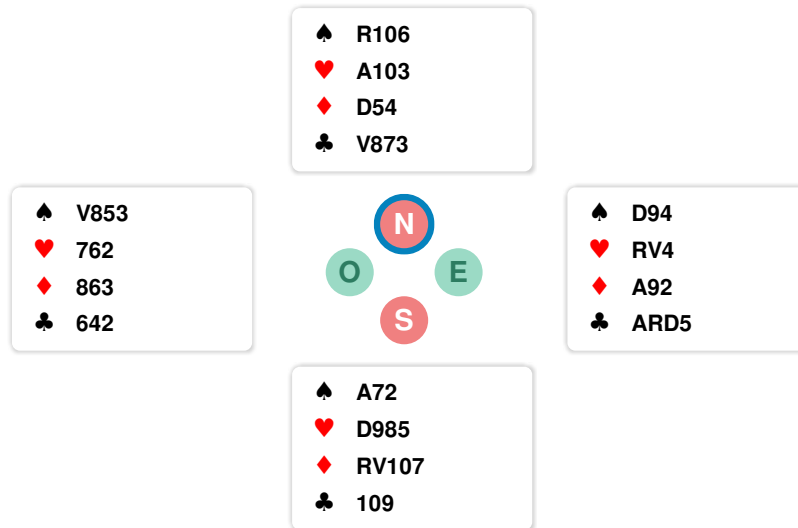 ♠ R106
♥ A103
♦ D54
♣ V873
♠ V853
♥ 762
♦ 863
♣ 642
N
O E
S
♠ D94
♥ RV4
♦ A92
♣ ARD5
♠ A72
♥ D985
♦ RV107
♣ 109